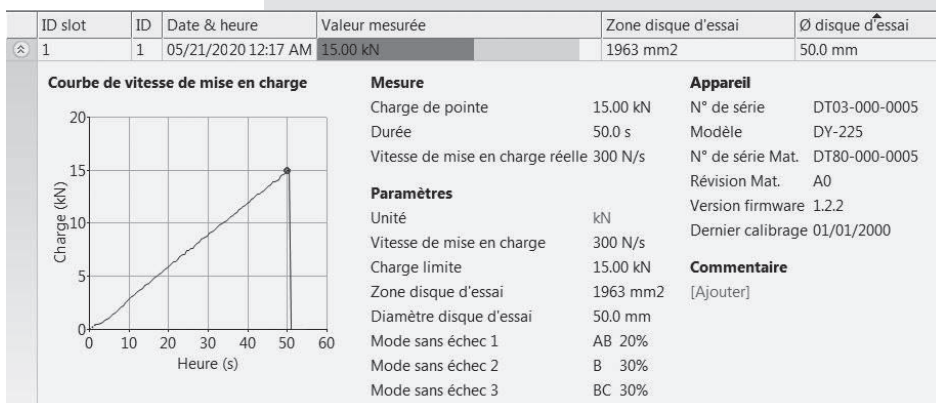 ID slot ID Date & heure Valeur mesurée Zone disque d'essai Ø disque d'essai
1 1 05/21/2020 12:17 AM 15.00 kN 1963 mm2 50.0 mm
Courbe de vitesse de mise en charge
20
15
10
5
0
Charge (kN)
0 10 20 30 40 50 60
Heure (s)
Mesure
Charge de pointe 15.00 kN
Durée 50.0 s
Vitesse de mise en charge réelle 300 N/s
Paramètres
Unité kN
Vitesse de mise en charge 300 N/s
Charge limite 15.00 kN
Zone disque d'essai 1963 mm2
Diamètre disque d'essai 50.0 mm
Mode sans échec 1 AB 20%
Mode sans échec 2 B 30%
Mode sans échec 3 BC 30%
Appareil
N° de série DT03-000-0005
Modèle DY-225
N° de série Mat. DT80-000-0005
Révision Mat. A0
Version firmware 1.2.2
Dernier calibrage 01/01/2000
Commentaire
[Ajouter]